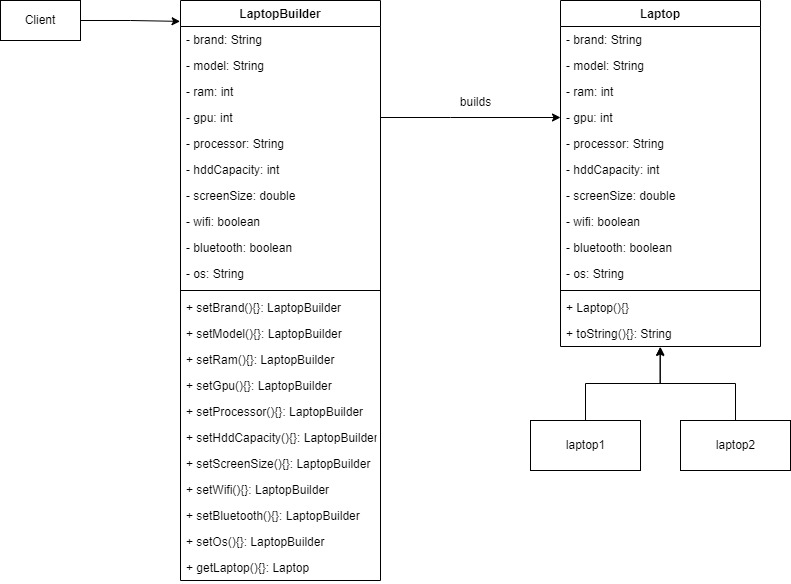 Client
LaptopBuilder
- brand: String
- model: String
- ram: int
- gpu: int
- processor: String
- hddCapacity: int
- screenSize: double
- wifi: boolean
- bluetooth: boolean
- os: String
+ setBrand(){}: LaptopBuilder
+ setModel(){}: LaptopBuilder
+ setRam(){}: LaptopBuilder
+ setGpu(){}: LaptopBuilder
+ setProcessor(){}: LaptopBuilder
+ setHddCapacity(){}: LaptopBuilder
+ setScreenSize(){}: LaptopBuilder
+ setWifi(){}: LaptopBuilder
+ setBluetooth(){}: LaptopBuilder
+ setOs(){}: LaptopBuilder
+ getLaptop(){}: Laptop
builds
Laptop
- brand: String
- model: String
- ram: int
- gpu: int
- processor: String
- hddCapacity: int
- screenSize: double
- wifi: boolean
- bluetooth: boolean
- os: String
+ Laptop(){}
+ toString(){}: String
laptop1
laptop2